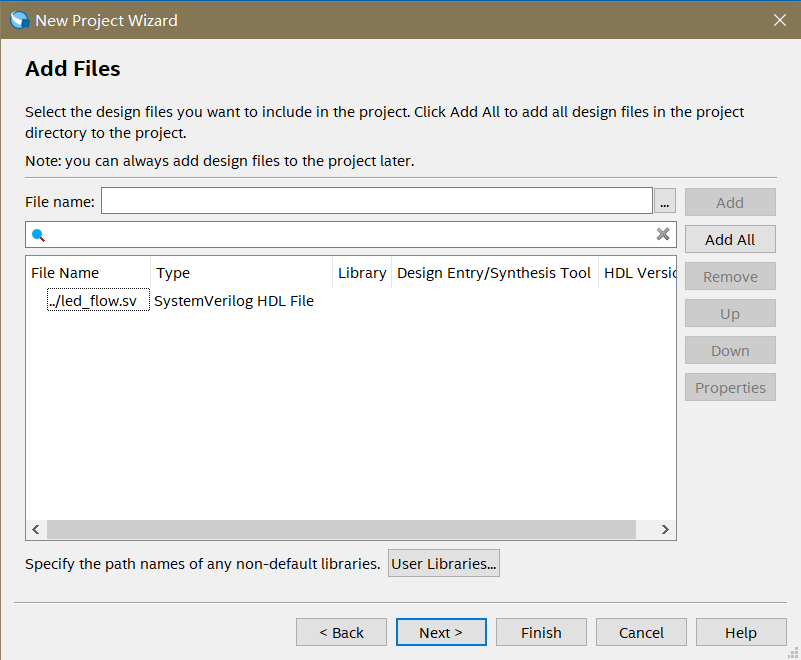 New Project Wizard
Add Files
Select the design files you want to include in the project. Click Add All to add all design files in the project
directory to the project.
Note: you can always add design files to the project later.
File name: ... Add
Add All
File Name Type Library Design Entry/Synthesis Tool HDL Versic
../led_flow.sv SystemVerilog HDL File
Remove
Up
Down
Properties
Specify the path names of any non-default libraries. User Libraries...
< Back Next > Finish Cancel Help